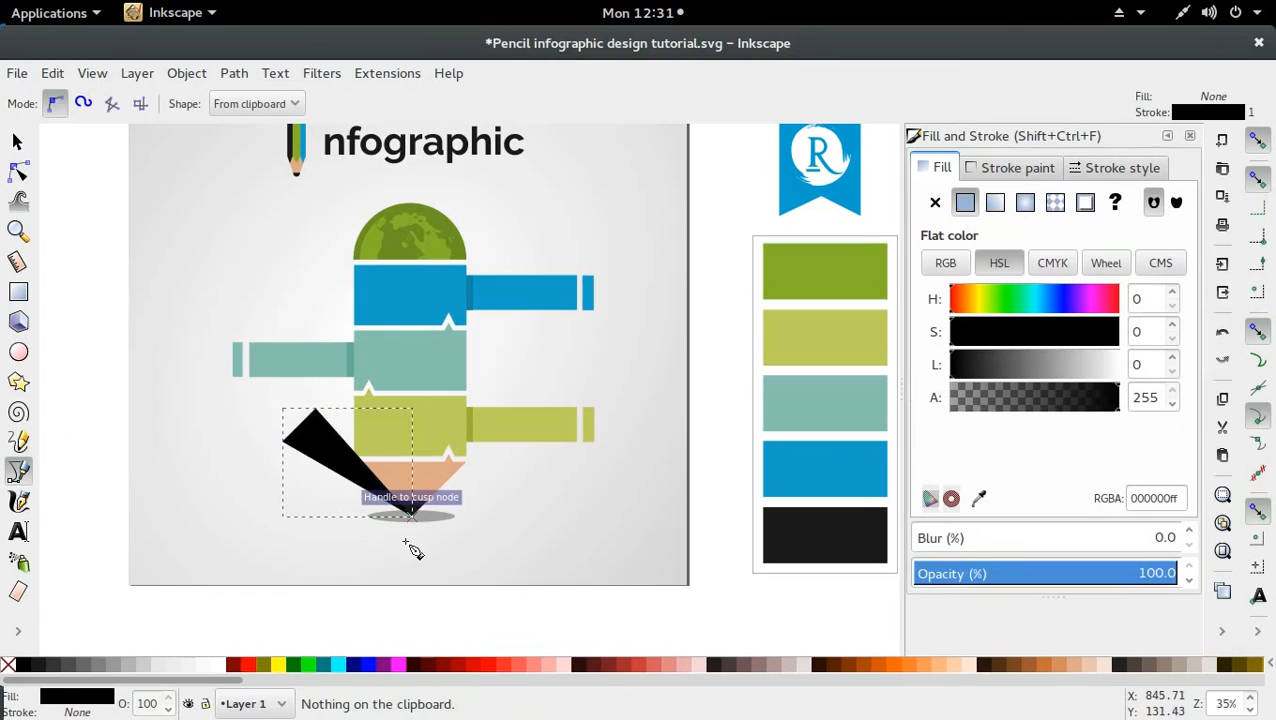 Applications
Inkscape
Mon 12:31
*Pencil infographic design tutorial.svg – Inkscape
File Edit View Layer Object Path Text Filters Extensions Help
Mode:
Shape:
From clipboard
Fill:
None
Stroke:
1
nfographic
R
Fill and Stroke (Shift+Ctrl+F)
Fill
Stroke paint
Stroke style
?
Flat color
RGB
HSL
CMYK
Wheel
CMS
H:
0
S:
0
L:
0
A:
255
RGBA:
000000ff
Blur (%)
0.0
Opacity (%)
100.0
Handle to cusp node
Fill:
Stroke:
None
O:
100
•Layer 1
Nothing on the clipboard.
X:
845.71
Y:
131.43
Z:
35%